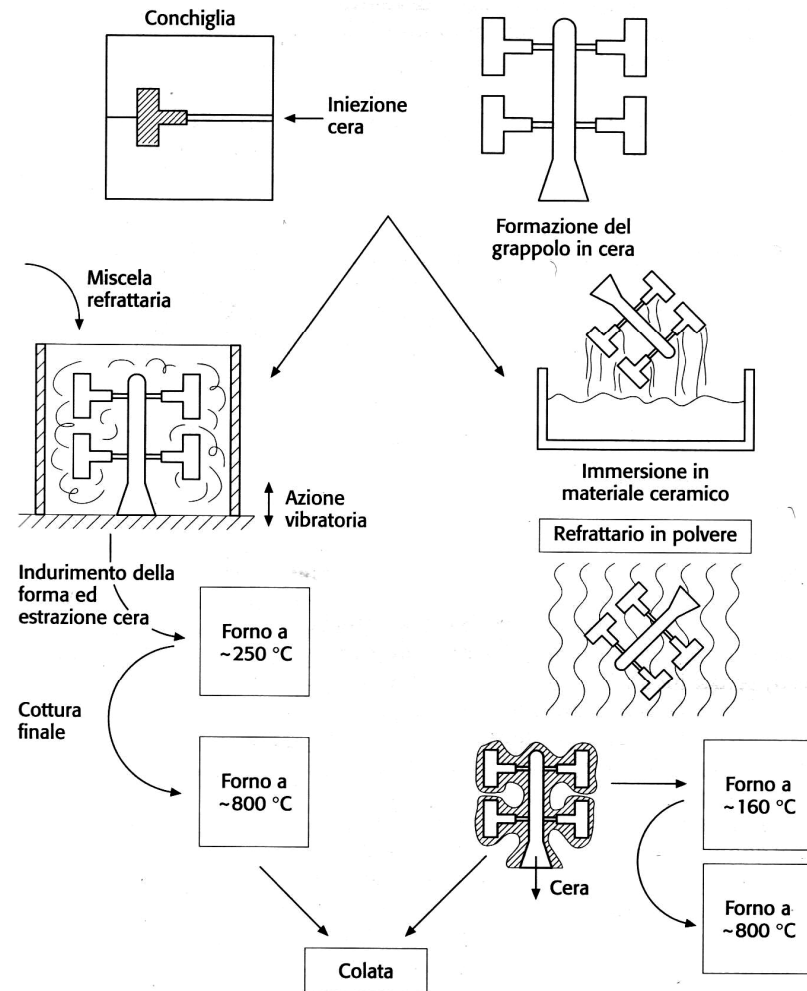 Conchiglia
Iniezione
cera
Formazione del
grappolo in cera
Miscela
refrattaria
Azione
vibratoria
Immersione in
materiale ceramico
Refrattario in polvere
Indurimento della
forma ed
estrazione cera
Forno a
~250 °C
Cottura
finale
Forno a
~800 °C
Forno a
~160 °C
Cera
Forno a
~800 °C
Colata